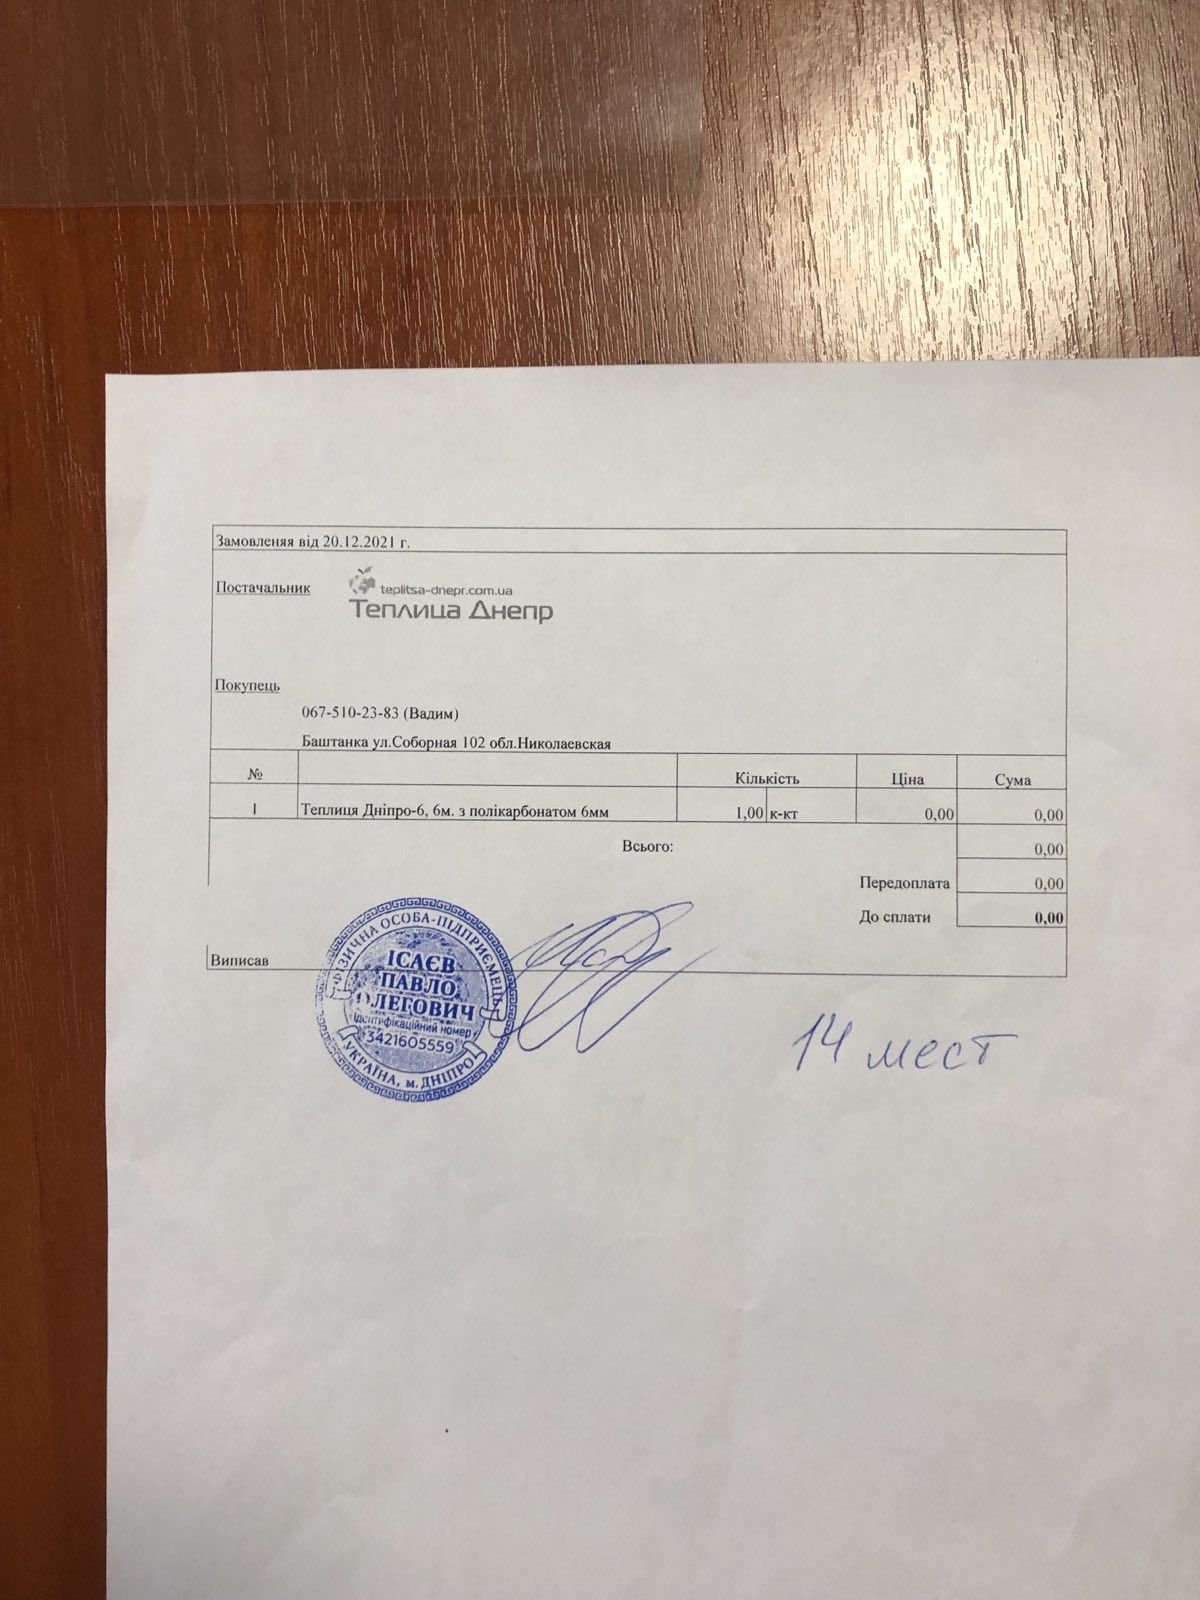 Замовленяя від 20.12.2021 г.
Постачальник
teplitsa-dnepr.com.ua
Теплица Днепр
Покупець
067-510-23-83 (Вадим)
Баштанка ул.Соборная 102 обл.Николаевская
№ Кількість Ціна Сума
1 Теплиця Дніпро-6, 6м. з полікарбонатом 6мм 1,00 к-кт 0,00 0,00
Всього: 0,00
Передоплата 0,00
До сплати 0,00
Виписав
ФІЗИЧНА ОСОБА-ПІДПРИЄМЕЦЬ
ІСАЄВ
ПАВЛО
ОЛЕГОВИЧ
Ідентифікаційний номер
3421605559
УКРАЇНА, м. ДНІПРО
14 мест